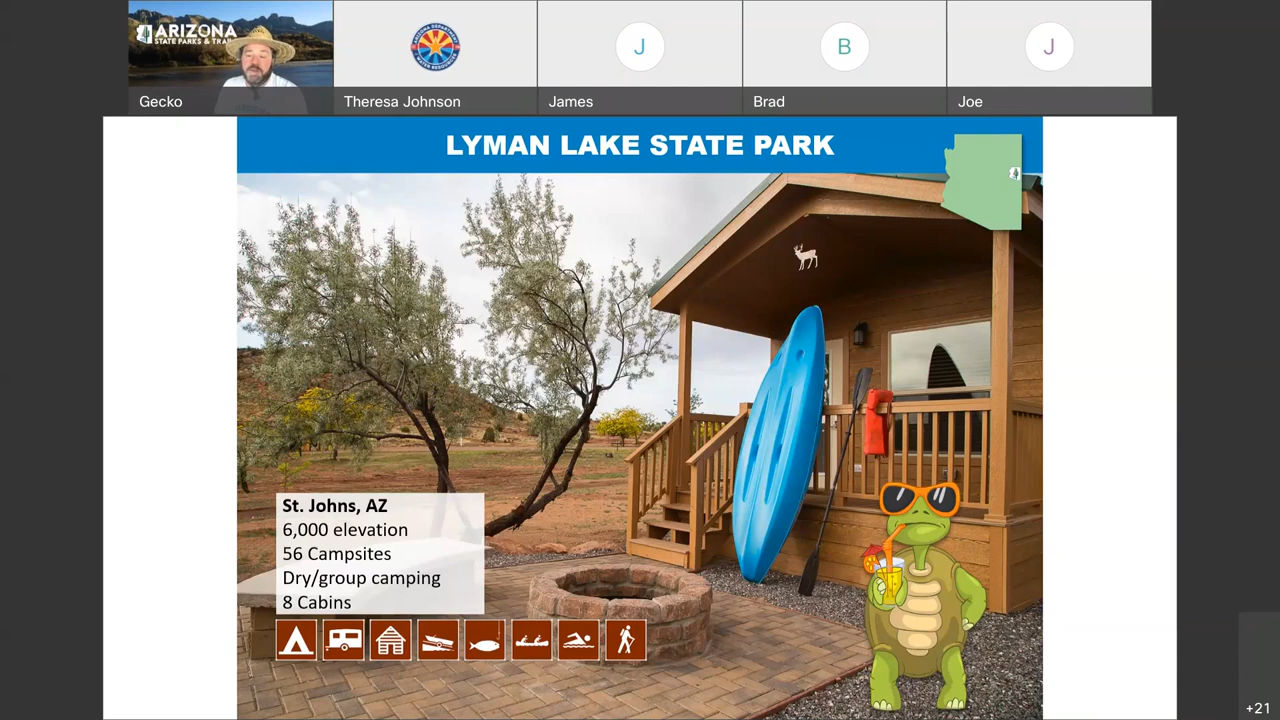 ARIZONA
STATE PARKS & TRAILS
Gecko
Theresa Johnson
J
James
B
Brad
J
Joe
LYMAN LAKE STATE PARK
St. Johns, AZ
6,000 elevation
56 Campsites
Dry/group camping
8 Cabins
+21